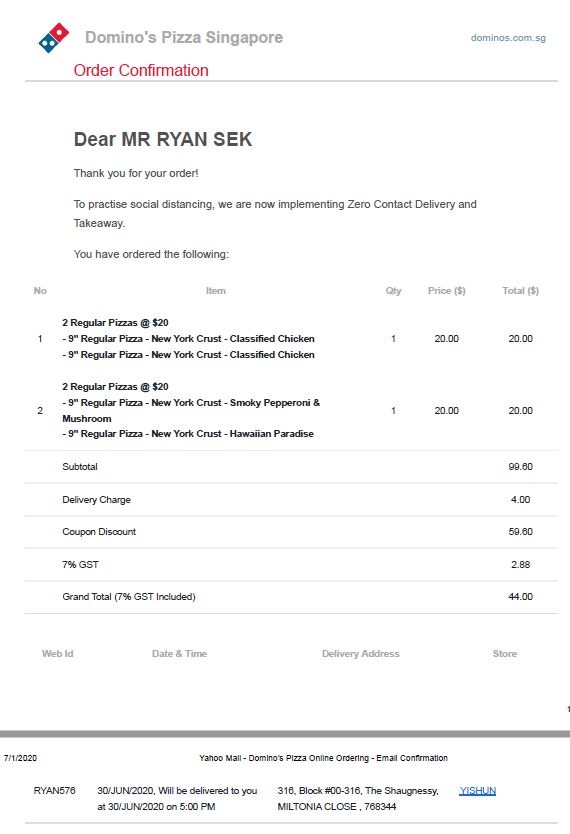 Domino's Pizza Singapore
dominos.com.sg
Order Confirmation
Dear MR RYAN SEK
Thank you for your order!
To practise social distancing, we are now implementing Zero Contact Delivery and
Takeaway.
You have ordered the following:
No Item Qty Price ($) Total ($)
2 Regular Pizzas @ $20
1 - 9" Regular Pizza - New York Crust - Classified Chicken 1 20.00 20.00
- 9" Regular Pizza - New York Crust - Classified Chicken
2 Regular Pizzas @ $20
- 9" Regular Pizza - New York Crust - Smoky Pepperoni &
2 1 20.00 20.00
Mushroom
- 9" Regular Pizza - New York Crust - Hawaiian Paradise
Subtotal 99.60
Delivery Charge 4.00
Coupon Discount 59.60
7% GST 2.88
Grand Total (7% GST Included) 44.00
Web Id Date & Time Delivery Address Store
7/1/2020 Yahoo Mail - Domino's Pizza Online Ordering - Email Confirmation
RYAN576 30/JUN/2020, Will be delivered to you 316, Block #00-316, The Shaugnessy, YISHUN
at 30/JUN/2020 on 5:00 PM MILTONIA CLOSE , 768344